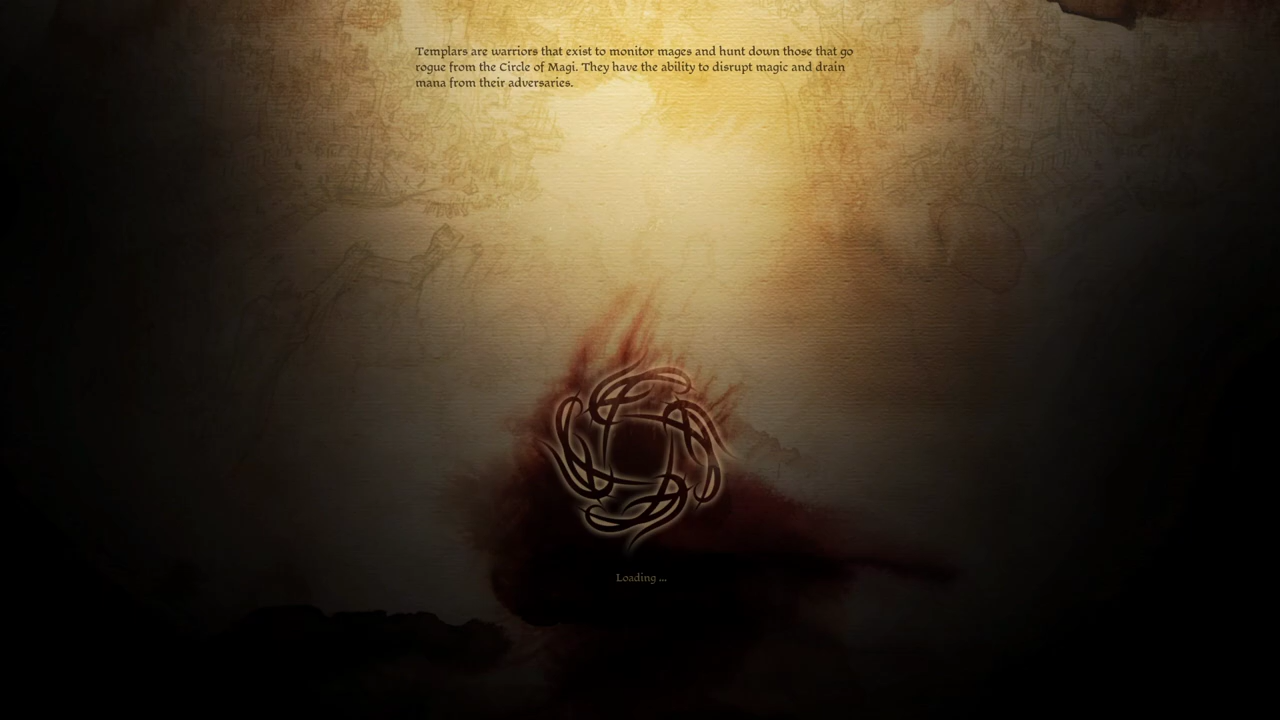 Templars are warriors that exist to monitor mages and hunt down those that go
rogue from the Circle of Magi. They have the ability to disrupt magic and drain
mana from their adversaries.
Loading ...